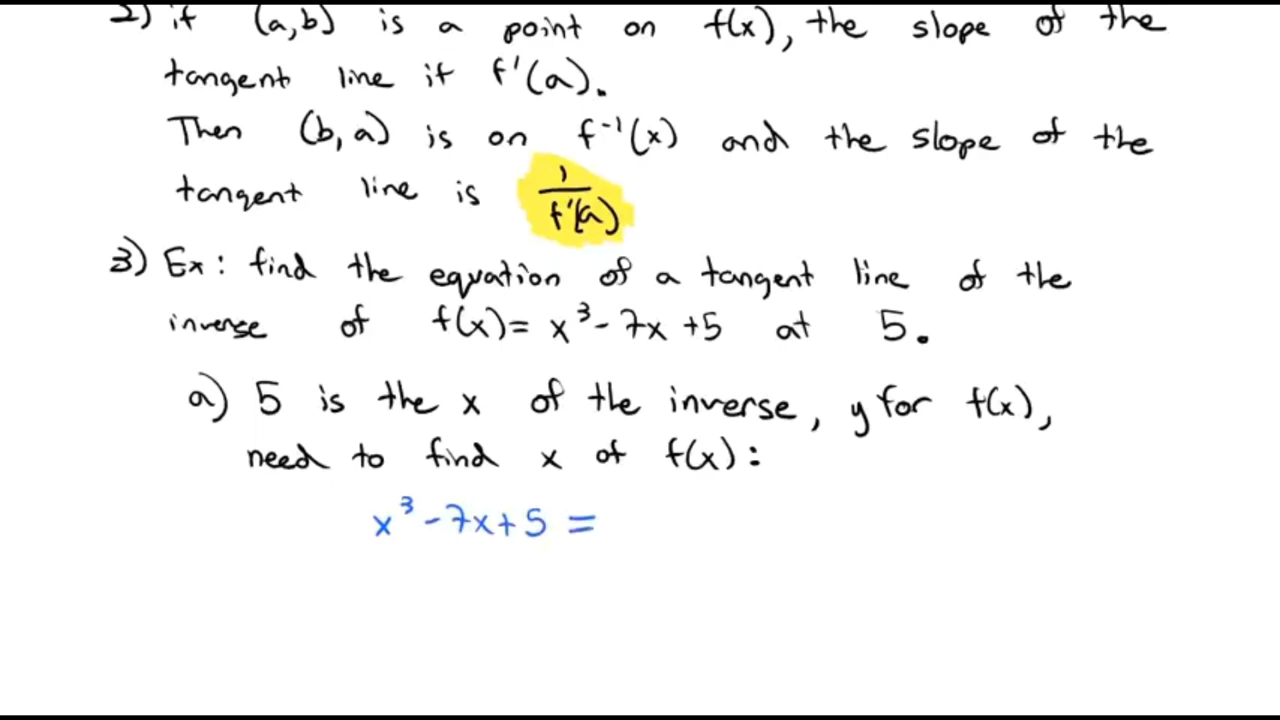 2) if (a,b) is a point on f(x), the slope of the
tangent line if f'(a).
Then (b,a) is on f⁻¹(x) and the slope of the
tangent line is 1/f'(a)
3) Ex: find the equation of a tangent line of the
inverse of f(x)= x³-7x+5 at 5.
a) 5 is the x of the inverse, y for f(x),
need to find x of f(x):
x³-7x+5 =